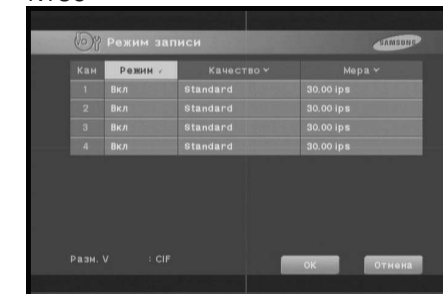 Режим записи
SAMSUNG
Кам Режим Качество Мера
1 Вкл Standard 30.00 ips
2 Вкл Standard 30.00 ips
3 Вкл Standard 30.00 ips
4 Вкл Standard 30.00 ips
Разм. V : CIF
OK Отмена